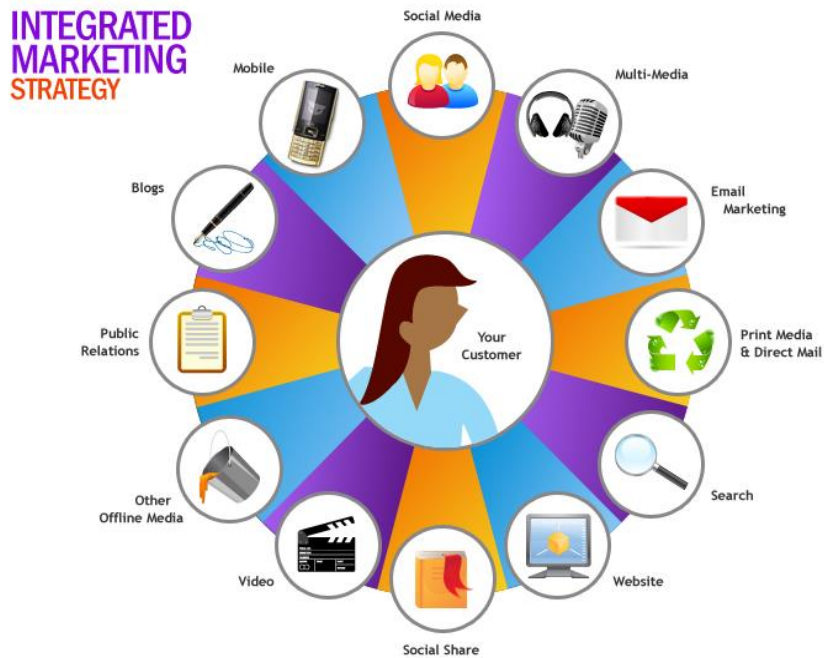 INTEGRATED
MARKETING
STRATEGY
Social Media
Multi-Media
Email
Marketing
Print Media
& Direct Mail
Search
Website
Social Share
Video
Other
Offline Media
Public
Relations
Blogs
Mobile
Your
Customer